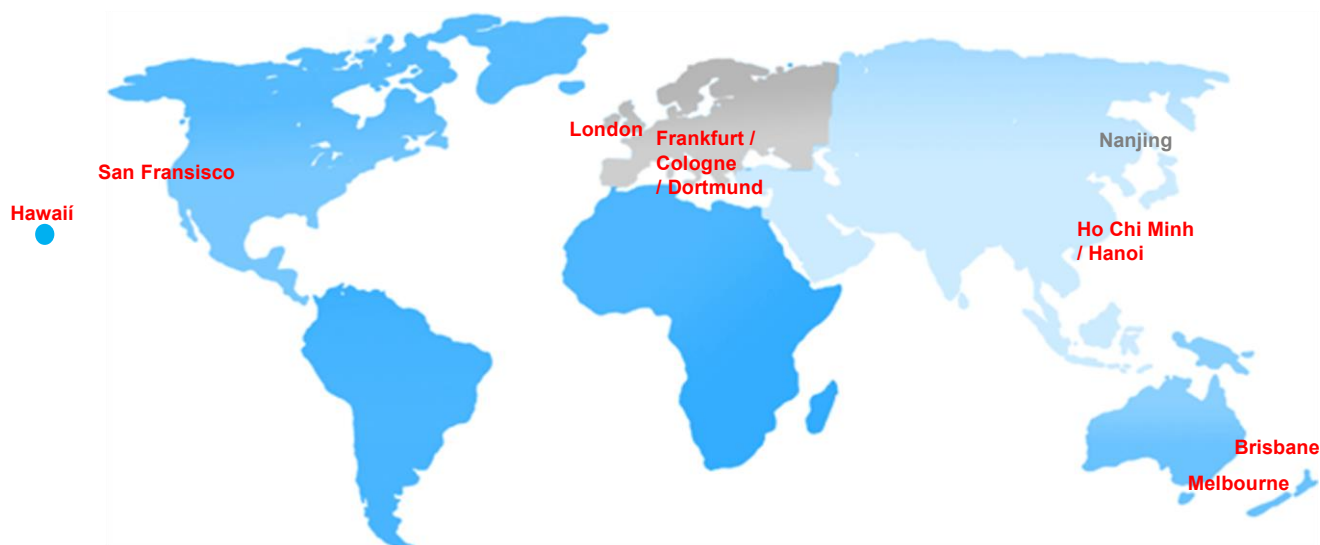 London
Frankfurt /
Cologne
/ Dortmund
Nanjing
San Fransisco
Hawaií
Ho Chi Minh
/ Hanoi
Brisbane
Melbourne